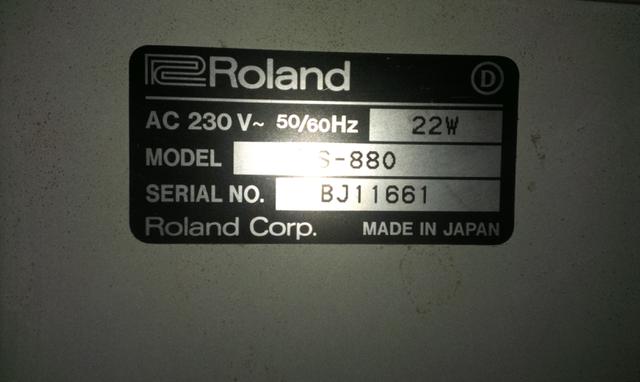 Roland D
AC 230 V~ 50/60Hz 22W
MODEL S-880
SERIAL NO. BJ11661
Roland Corp. MADE IN JAPAN